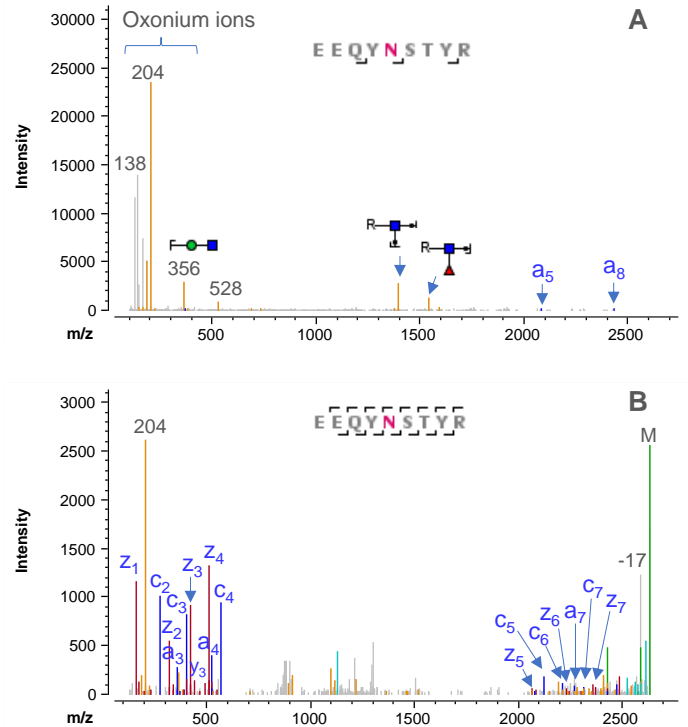 Oxonium ions
A
E E Q Y N S T Y R
Intensity
30000
25000
20000
15000
10000
5000
0
204
138
356
528
R
R
a5
a8
m/z
500
1000
1500
2000
2500
B
E E Q Y N S T Y R
Intensity
3000
2500
2000
1500
1000
500
0
204
M
-17
z1
c2
z2
a3
c3
z3
y3
a4
z4
c4
z5
c5
c6
z6
a7
c7
z7
m/z
500
1000
1500
2000
2500